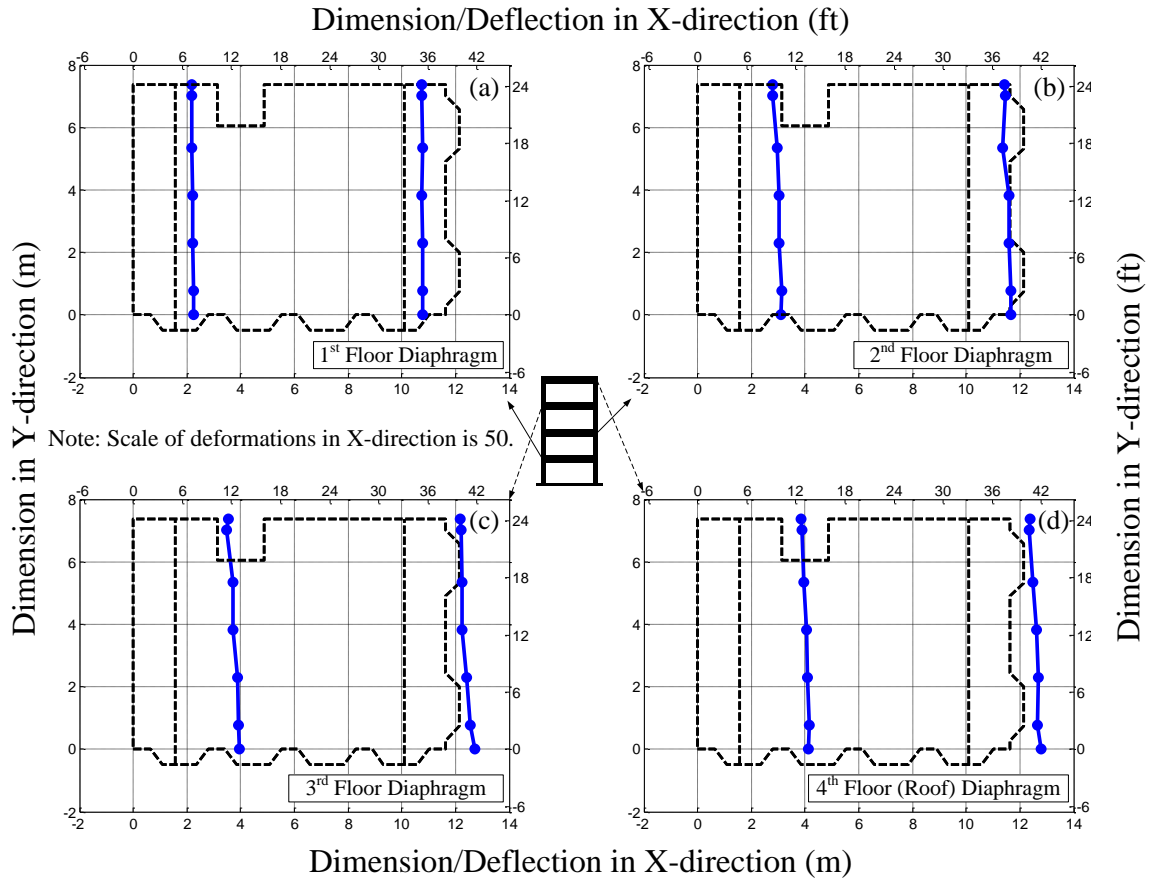 Dimension/Deflection in X-direction (ft)
-6 0 6 12 18 24 30 36 42
-6 0 6 12 18 24 30 36 42
8 (a) 24
8 (b) 24
6 18
6 18
4 12
4 12
2 6
2 6
0 0
0 0
1st Floor Diaphragm
2nd Floor Diaphragm
-2 -6
-2 -6
-2 0 2 4 6 8 10 12 14
-2 0 2 4 6 8 10 12 14
Dimension in Y-direction (m)
Dimension in Y-direction (ft)
Note: Scale of deformations in X-direction is 50.
-6 0 6 12 18 24 30 36 42
-6 0 6 12 18 24 30 36 42
8 (c) 24
8 (d) 24
6 18
6 18
4 12
4 12
2 6
2 6
0 0
0 0
3rd Floor Diaphragm
4th Floor (Roof) Diaphragm
-2 -6
-2 -6
-2 0 2 4 6 8 10 12 14
-2 0 2 4 6 8 10 12 14
Dimension/Deflection in X-direction (m)